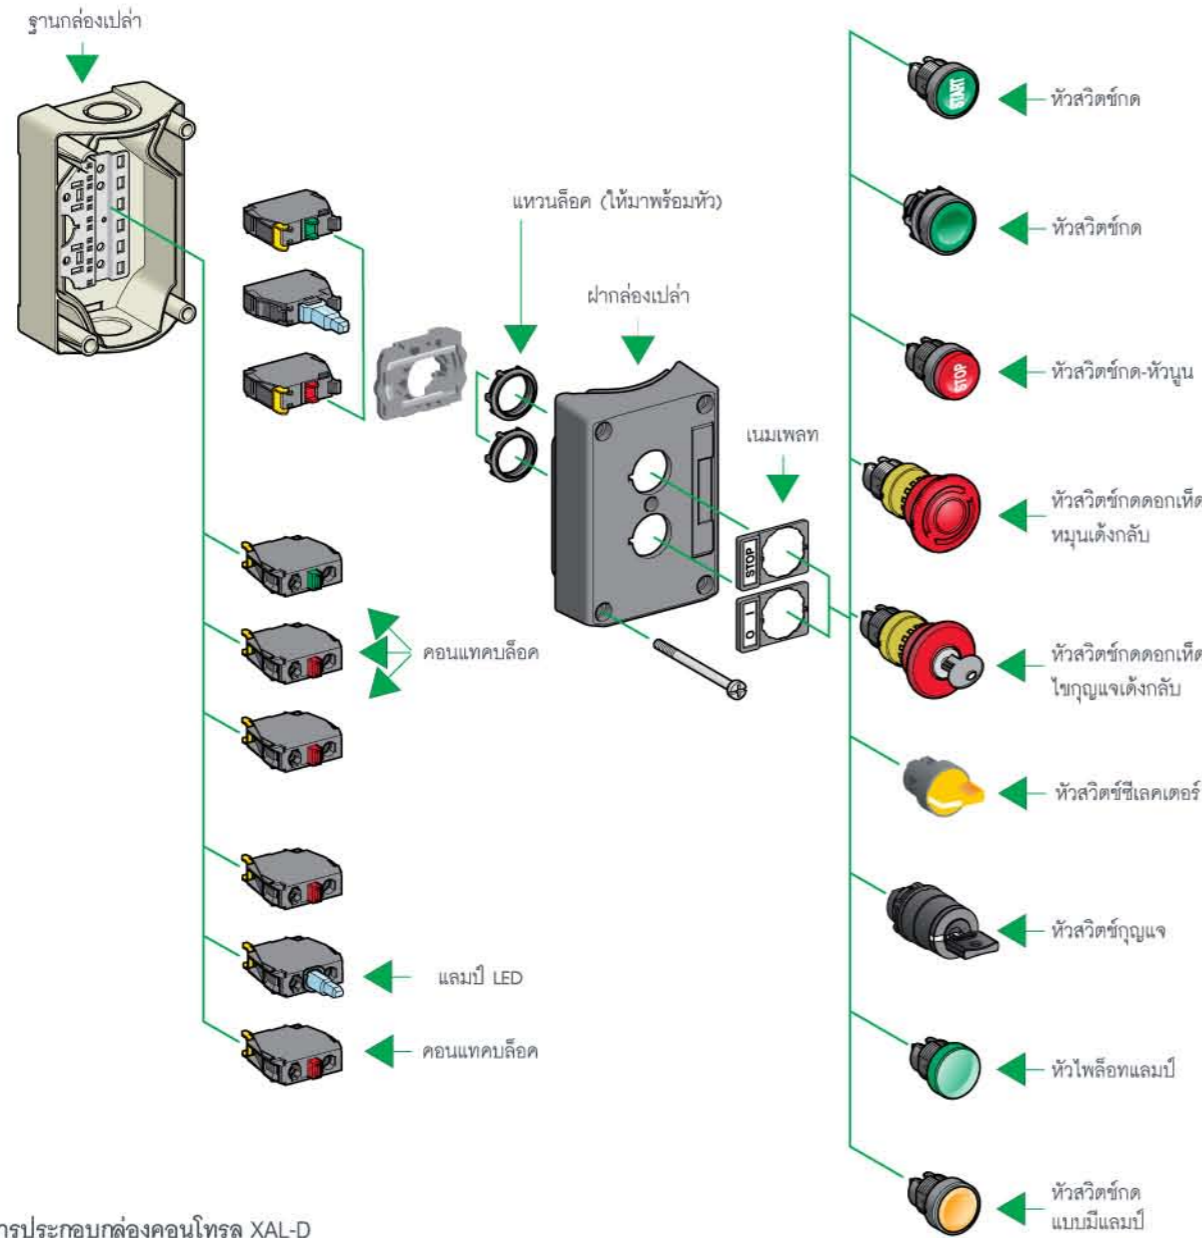 ฐานกล่องเปล่า
START
หัวสวิตช์กด
แหวนล็อค (ให้มาพร้อมหัว)
หัวสวิตช์กด
ฝากล่องเปล่า
STOP
หัวสวิตช์กด-หัวนูน
เนมเพลท
STOP
O I
หัวสวิตช์กดดอกเห็ด
หมุนเด้งกลับ
คอนแทคบล็อค
หัวสวิตช์กดดอกเห็ด
ไขกุญแจเด้งกลับ
หัวสวิตช์ซีเลคเตอร์
หัวสวิตช์กุญแจ
แลมป์ LED
คอนแทคบล็อค
หัวไพล็อทแลมป์
หัวสวิตช์กด
แบบมีแลมป์
ารประกอบกล่องคอนโทรล XAL-D